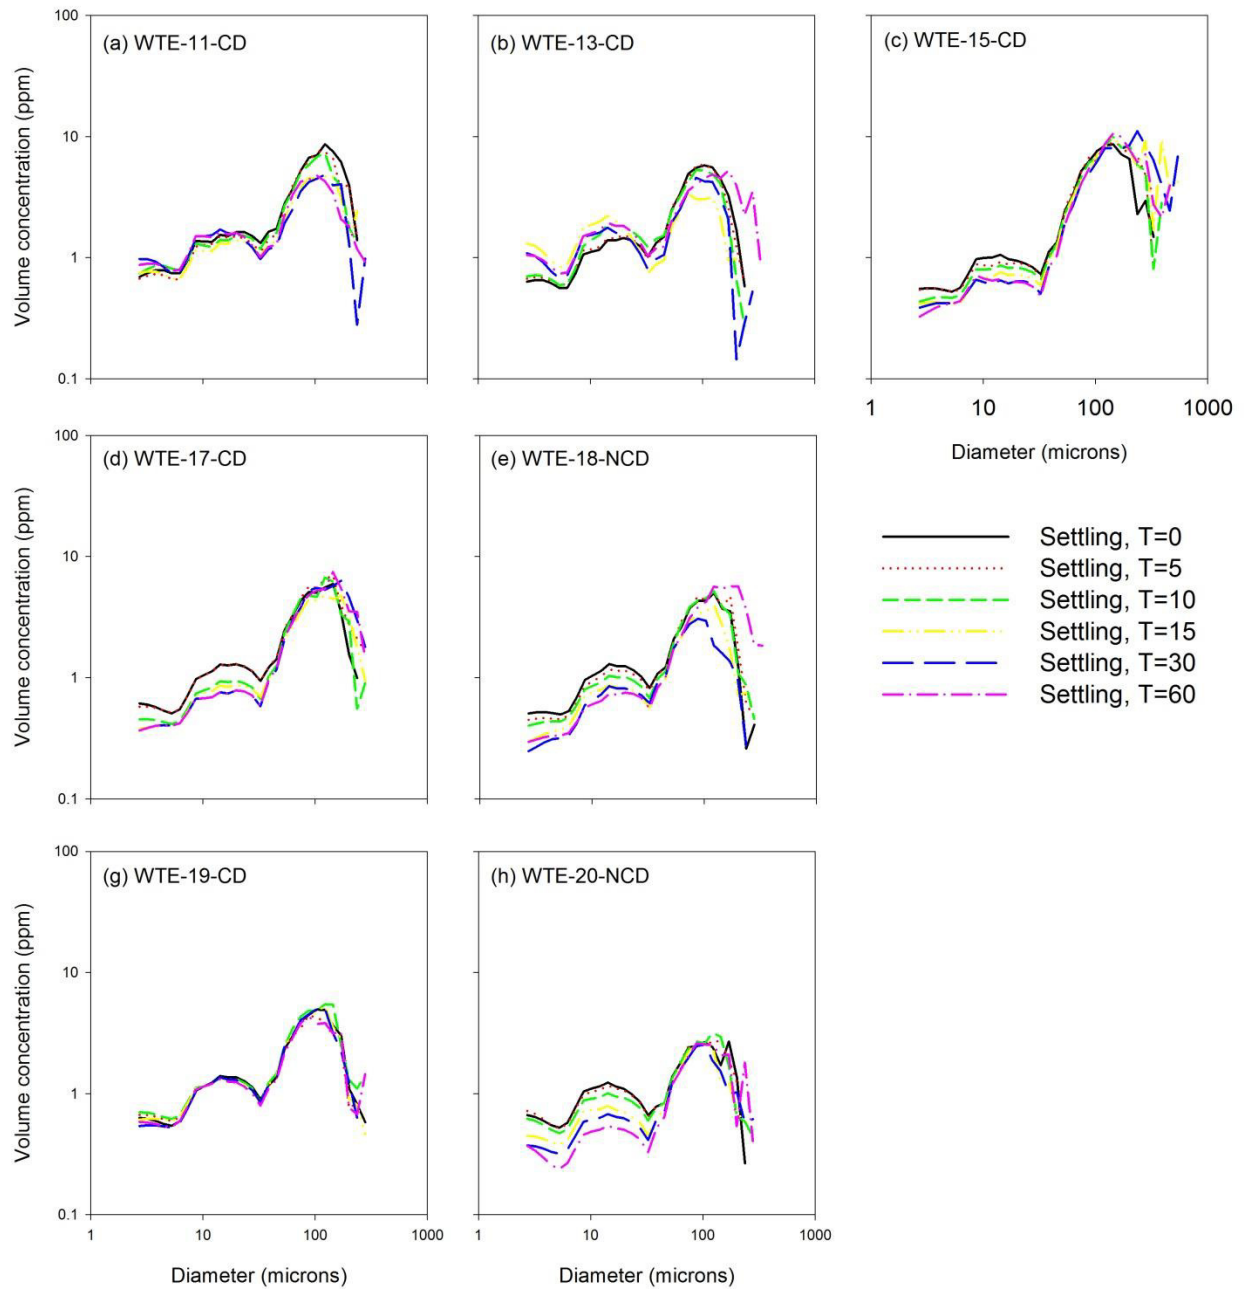 (a) WTE-11-CD
(b) WTE-13-CD
(c) WTE-15-CD
Volume concentration (ppm)
100
10
1
0.1
1
10
100
1000
Diameter (microns)
(d) WTE-17-CD
(e) WTE-18-NCD
Volume concentration (ppm)
100
10
1
0.1
Settling, T=0
Settling, T=5
Settling, T=10
Settling, T=15
Settling, T=30
Settling, T=60
(g) WTE-19-CD
(h) WTE-20-NCD
Volume concentration (ppm)
100
10
1
0.1
1
10
100
1000
1
10
100
1000
Diameter (microns)
Diameter (microns)